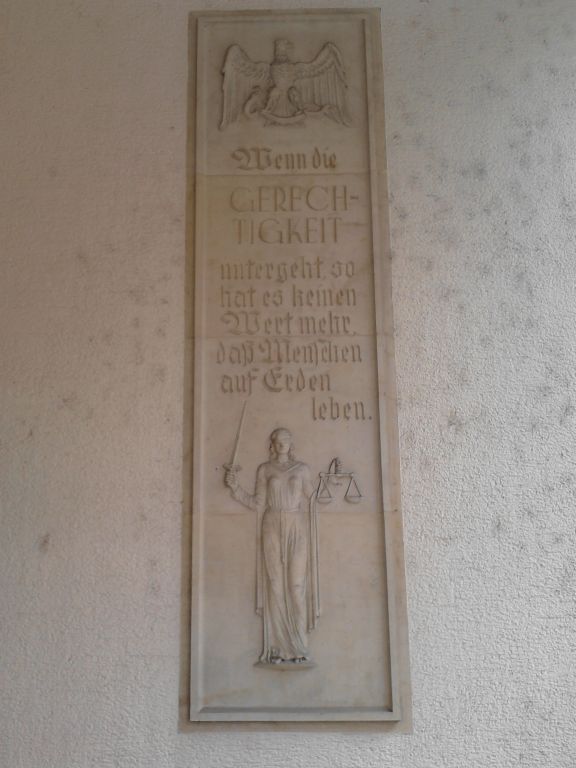 Wenn die
GERECH-
TIGKEIT
untergeht, so
hat es keinen
Wert mehr,
daß Menschen
auf Erden
leben.